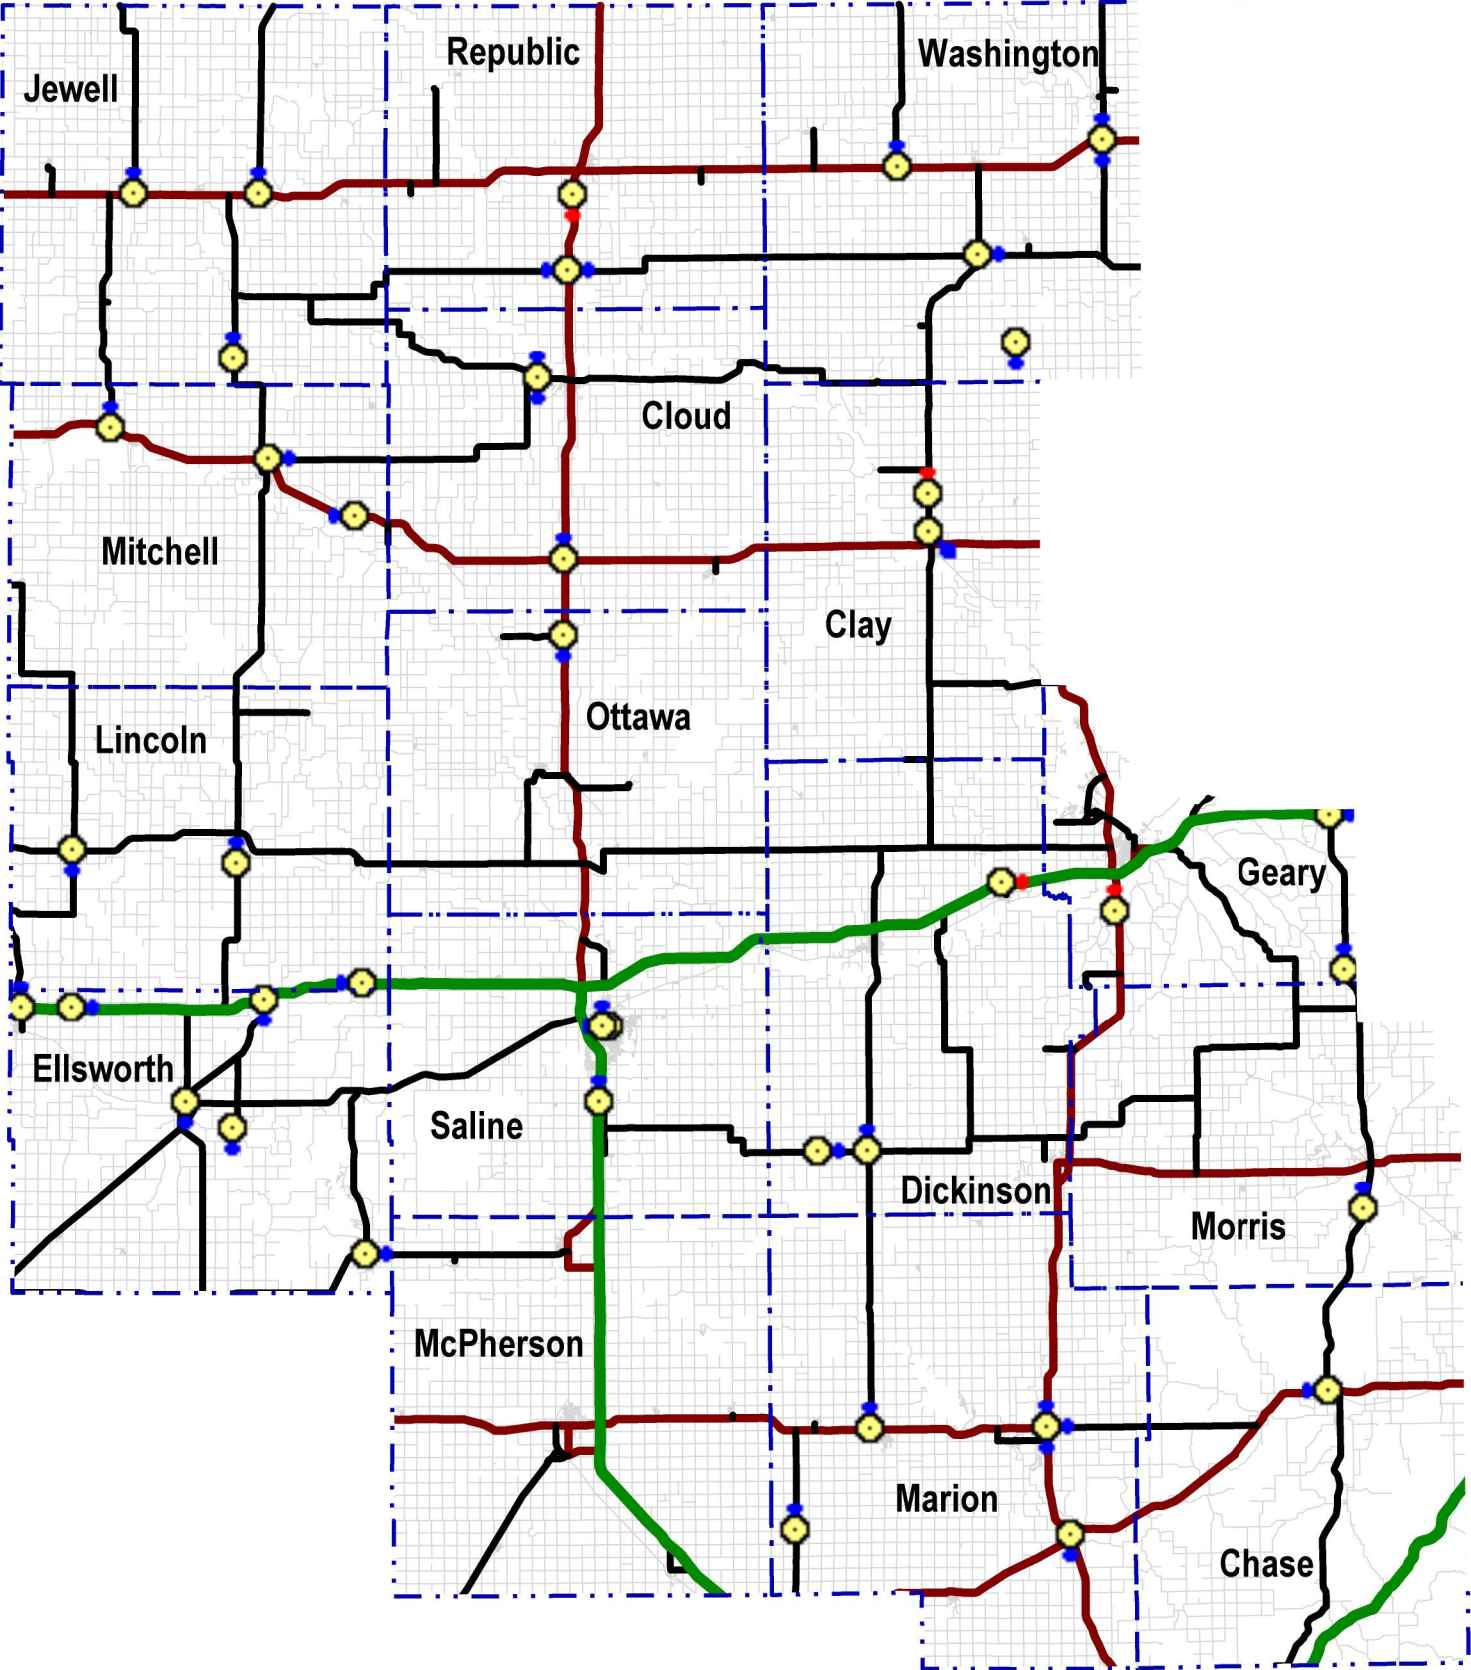 Republic
Washington
Jewell
Cloud
Mitchell
Clay
Ottawa
Lincoln
Geary
Ellsworth
Saline
Dickinson
Morris
McPherson
Marion
Chase